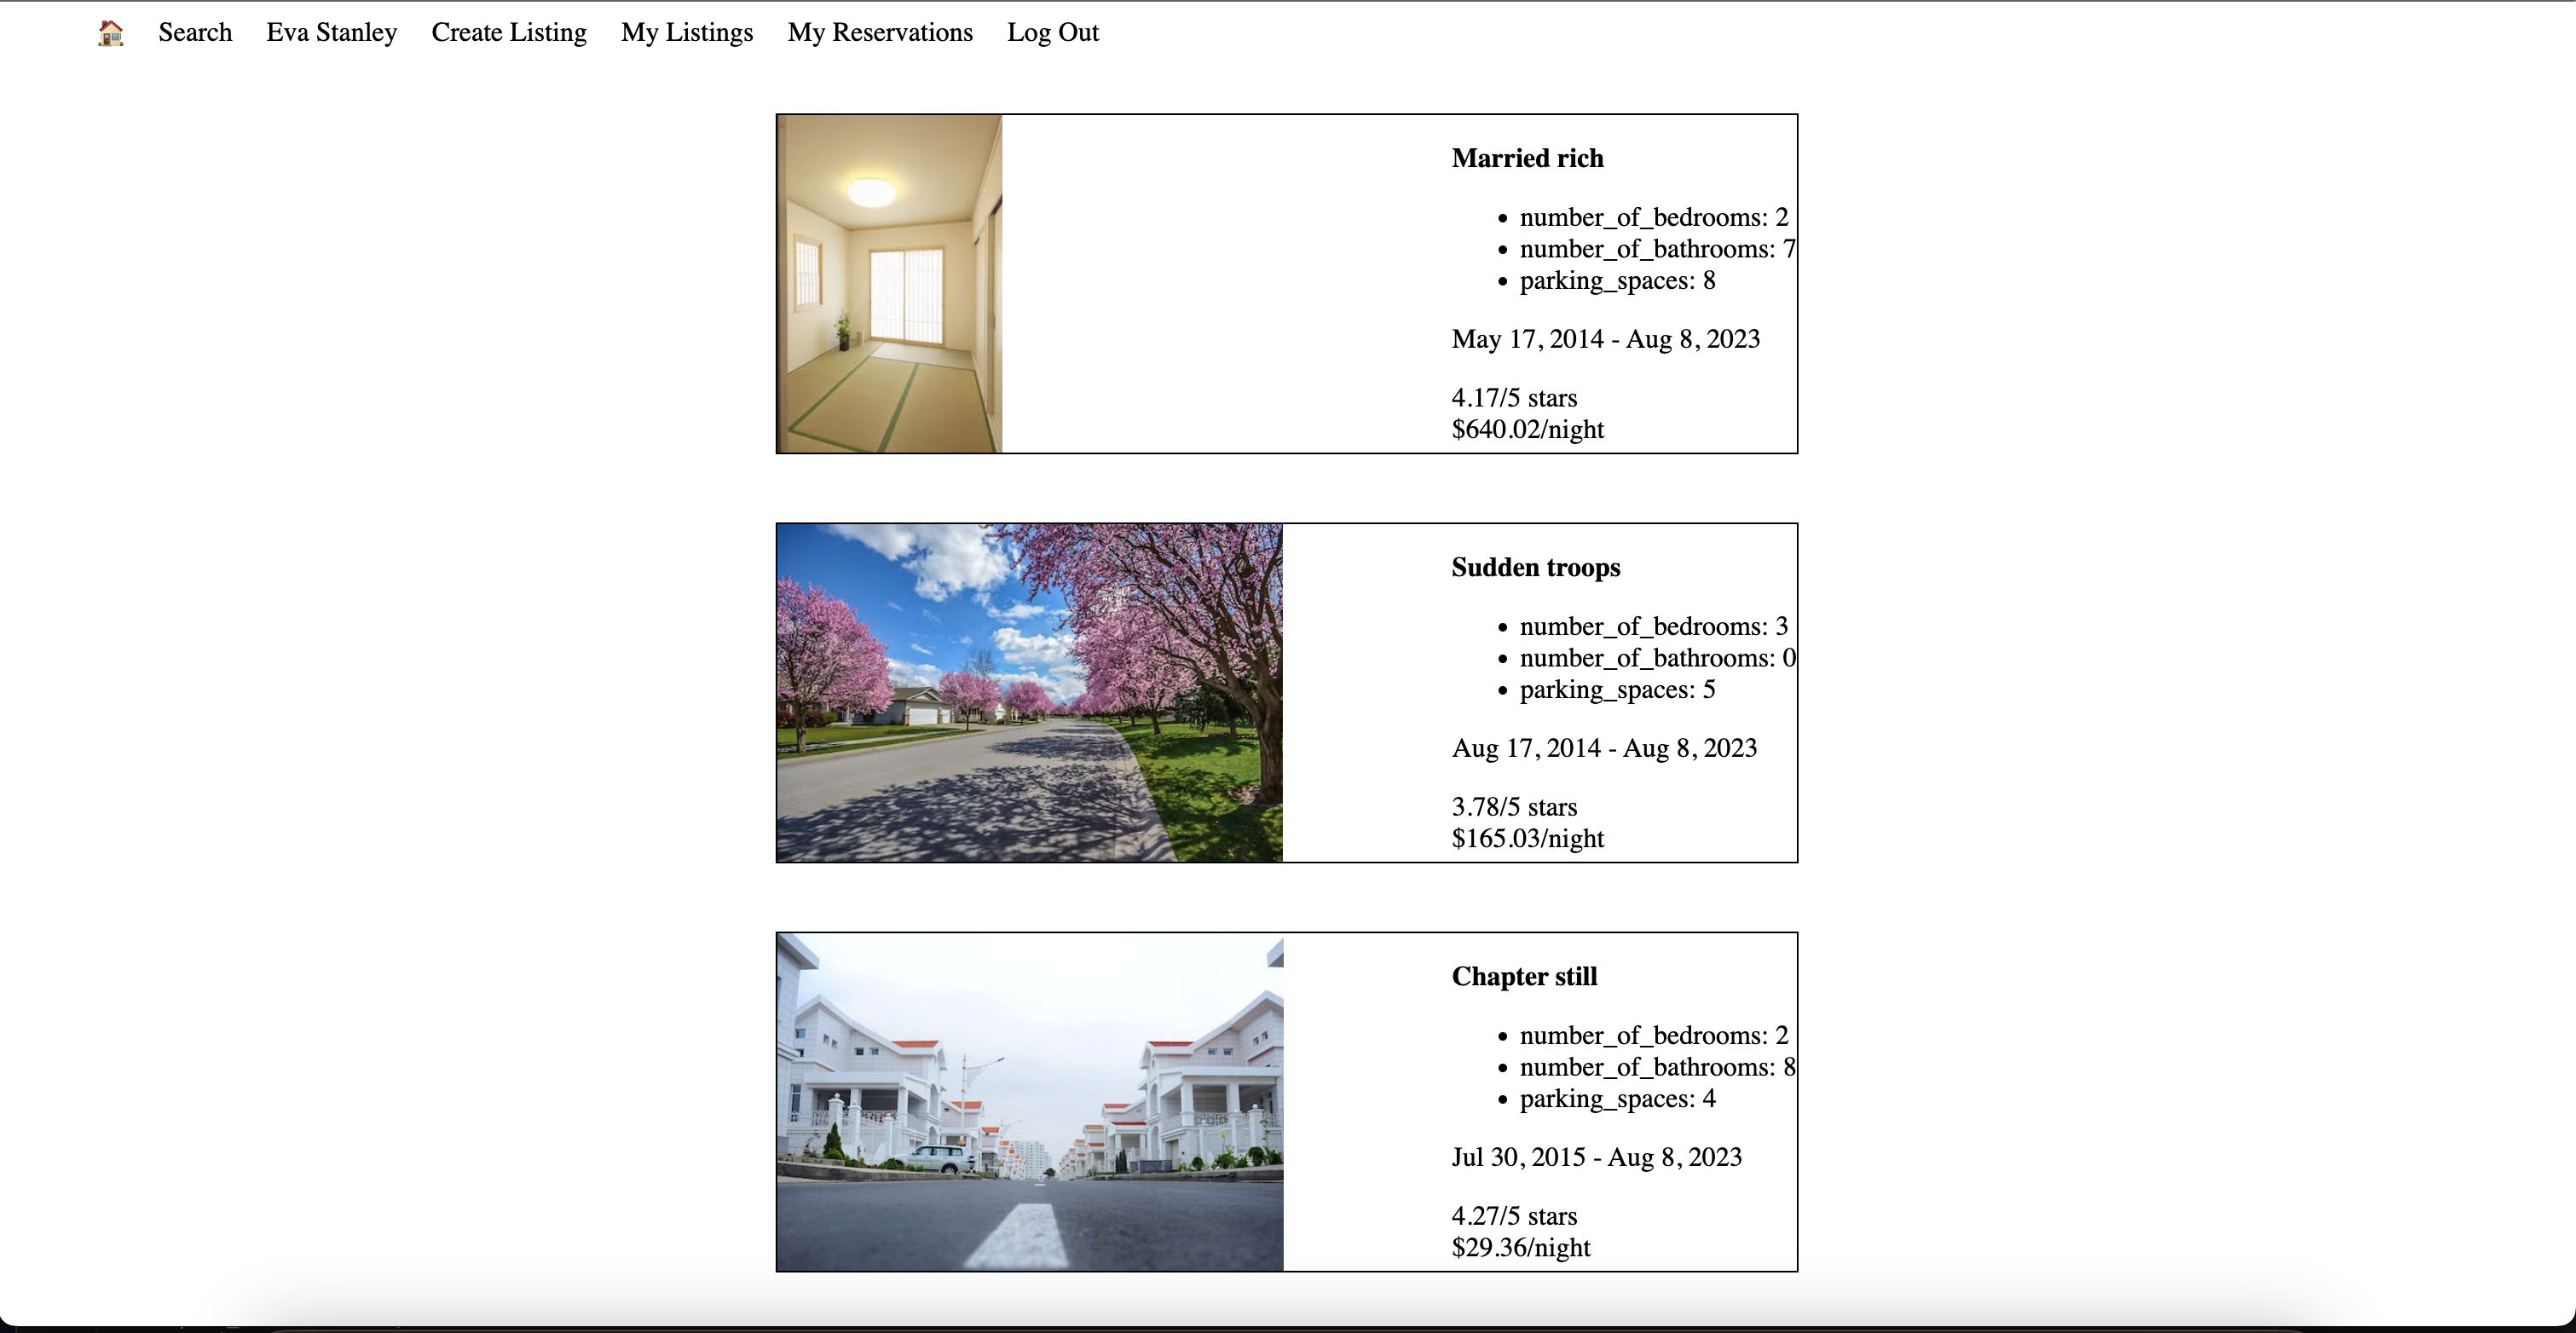 Search Eva Stanley Create Listing My Listings My Reservations Log Out
Married rich
number_of_bedrooms: 2
number_of_bathrooms: 7
parking_spaces: 8
May 17, 2014 - Aug 8, 2023
4.17/5 stars
$640.02/night
Sudden troops
number_of_bedrooms: 3
number_of_bathrooms: 0
parking_spaces: 5
Aug 17, 2014 - Aug 8, 2023
3.78/5 stars
$165.03/night
Chapter still
number_of_bedrooms: 2
number_of_bathrooms: 8
parking_spaces: 4
Jul 30, 2015 - Aug 8, 2023
4.27/5 stars
$29.36/night